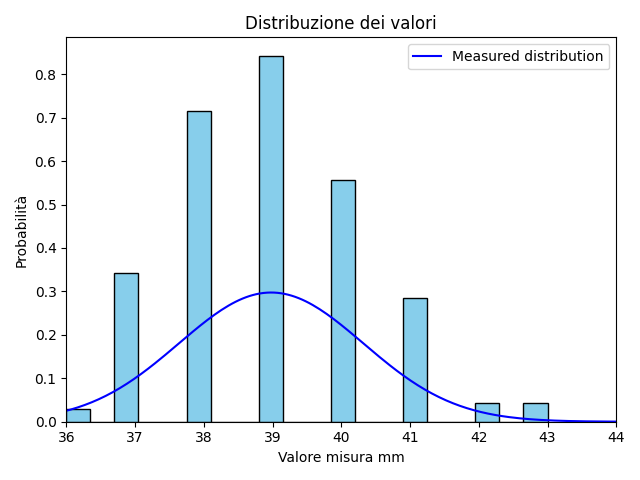 Distribuzione dei valori
Measured distribution
Probabilità
0.8
0.7
0.6
0.5
0.4
0.3
0.2
0.1
0.0
36 37 38 39 40 41 42 43 44
Valore misura mm